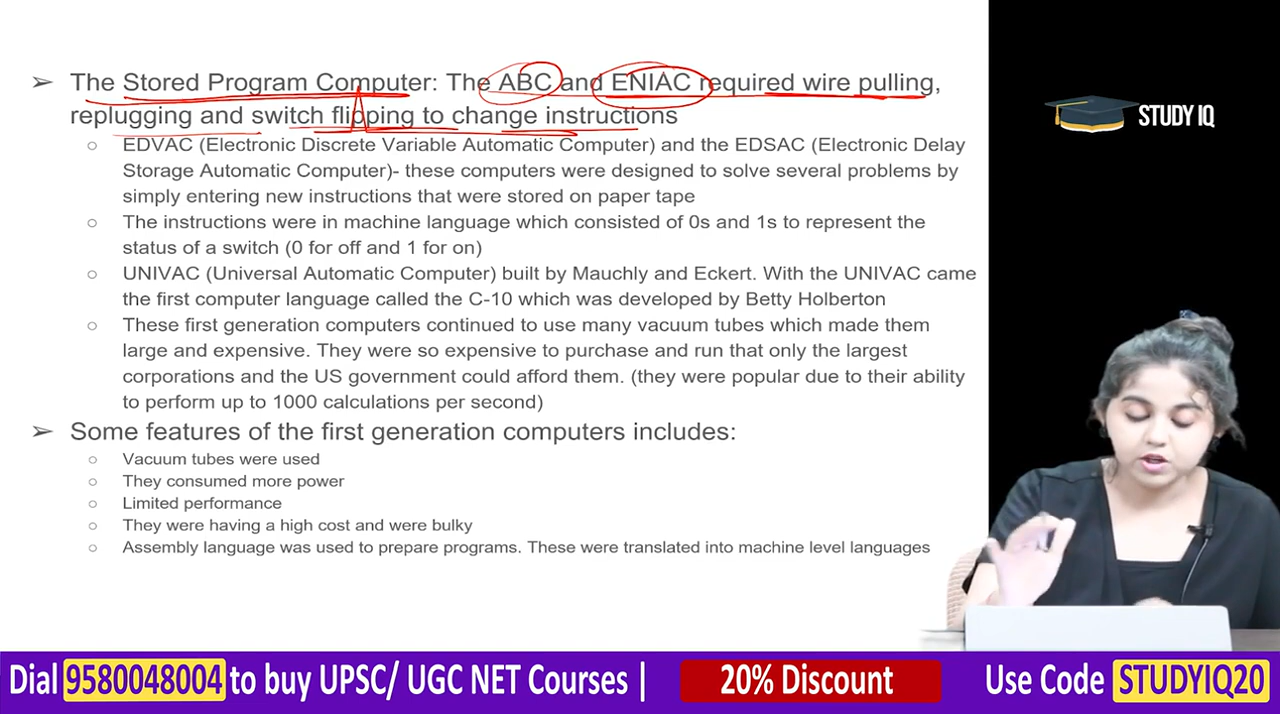 ➢ The Stored Program Computer: The ABC and ENIAC required wire pulling,
replugging and switch flipping to change instructions
○ EDVAC (Electronic Discrete Variable Automatic Computer) and the EDSAC (Electronic Delay
Storage Automatic Computer)- these computers were designed to solve several problems by
simply entering new instructions that were stored on paper tape
○ The instructions were in machine language which consisted of 0s and 1s to represent the
status of a switch (0 for off and 1 for on)
○ UNIVAC (Universal Automatic Computer) built by Mauchly and Eckert. With the UNIVAC came
the first computer language called the C-10 which was developed by Betty Holberton
○ These first generation computers continued to use many vacuum tubes which made them
large and expensive. They were so expensive to purchase and run that only the largest
corporations and the US government could afford them. (they were popular due to their ability
to perform up to 1000 calculations per second)
➢ Some features of the first generation computers includes:
○ Vacuum tubes were used
○ They consumed more power
○ Limited performance
○ They were having a high cost and were bulky
○ Assembly language was used to prepare programs. These were translated into machine level languages
STUDY IQ
Dial 9580048004 to buy UPSC/ UGC NET Courses | 20% Discount Use Code STUDYIQ20